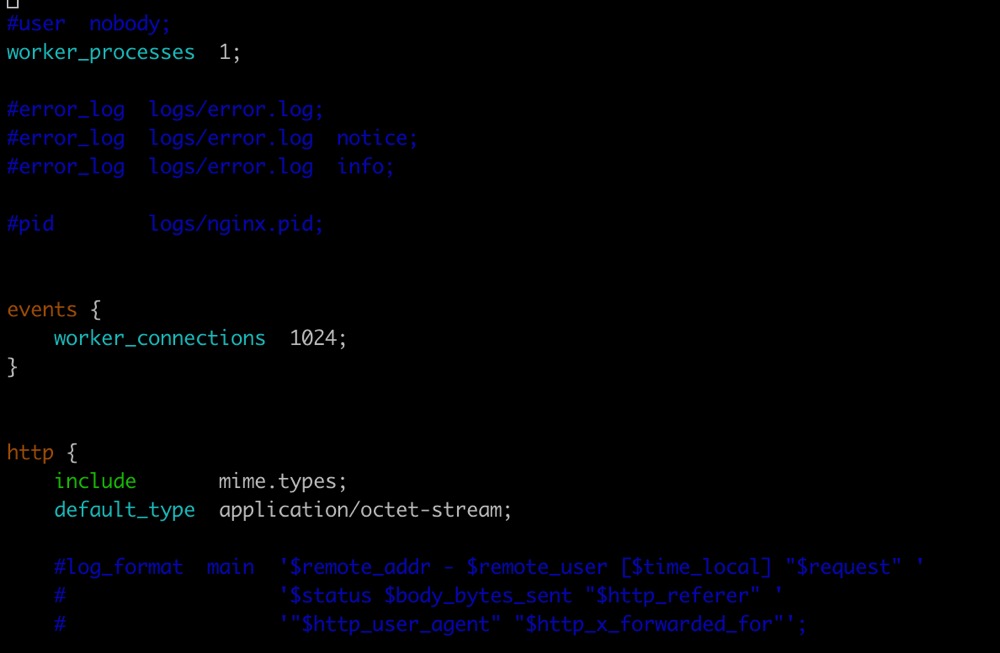 #user  nobody;
worker_processes  1;
#error_log  logs/error.log;
#error_log  logs/error.log  notice;
#error_log  logs/error.log  info;
#pid        logs/nginx.pid;
events {
    worker_connections  1024;
}
http {
    include       mime.types;
    default_type  application/octet-stream;
    #log_format  main  '$remote_addr - $remote_user [$time_local] "$request" '
    #                  '$status $body_bytes_sent "$http_referer" '
    #                  '"$http_user_agent" "$http_x_forwarded_for"';